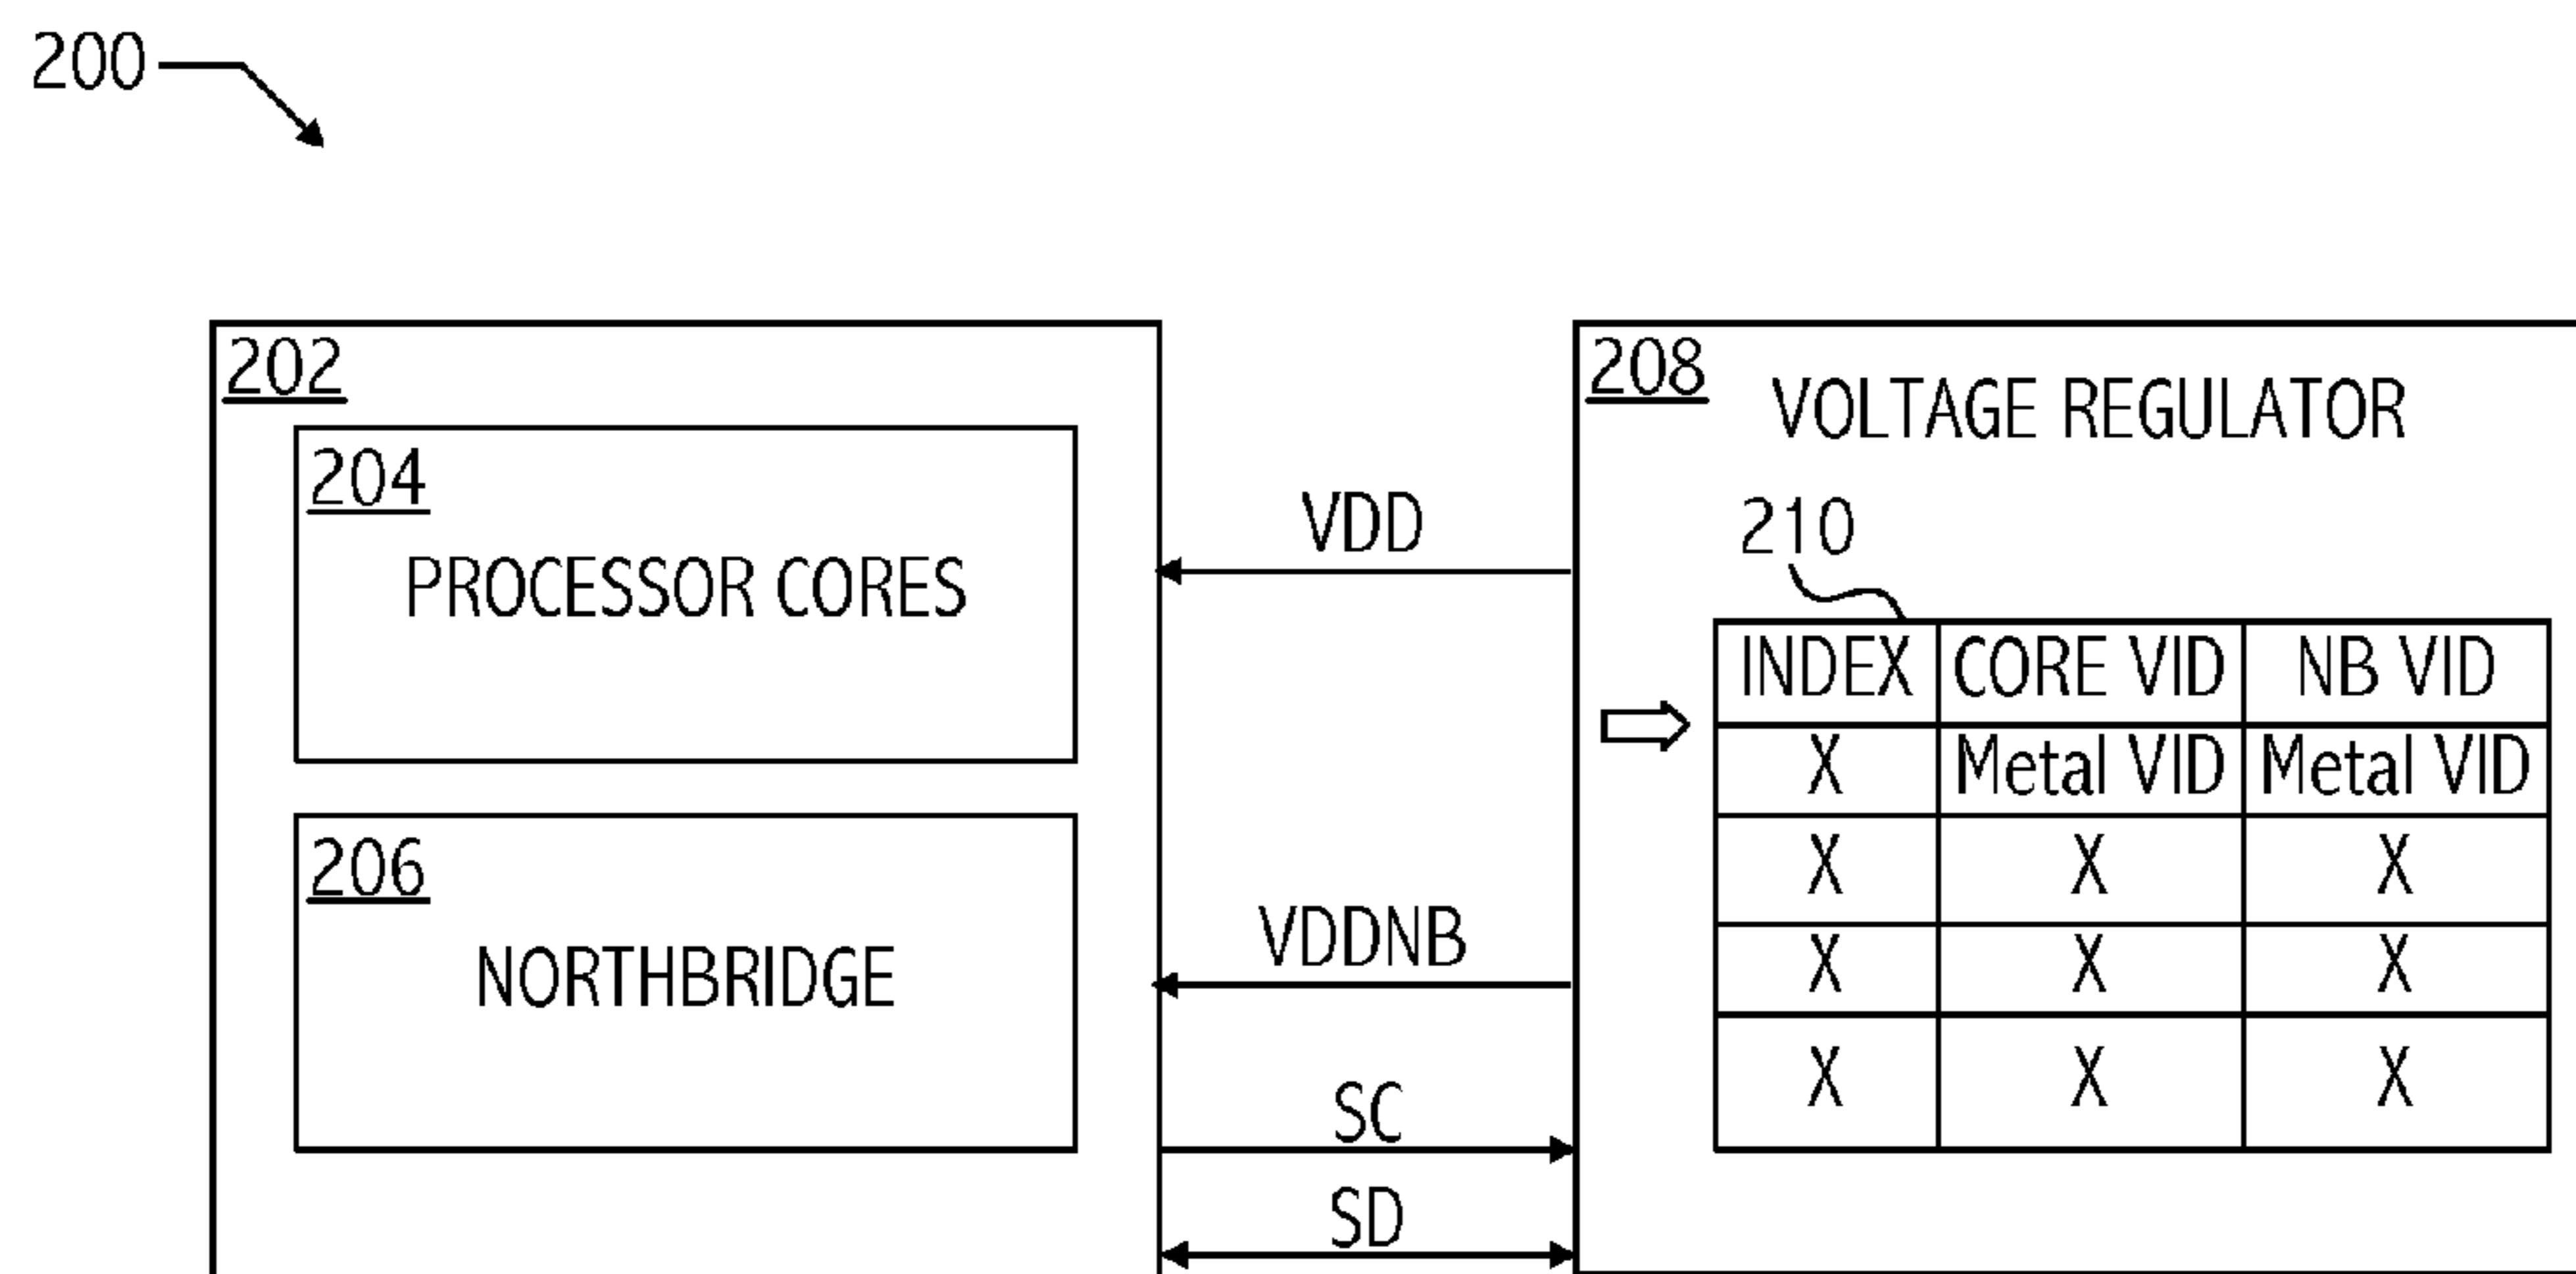 200
202
204
PROCESSOR CORES
206
NORTHBRIDGE
VDD
VDDNB
SC
SD
208
VOLTAGE REGULATOR
210
INDEX CORE VID NB VID
X Metal VID Metal VID
X X X
X X X
X X X